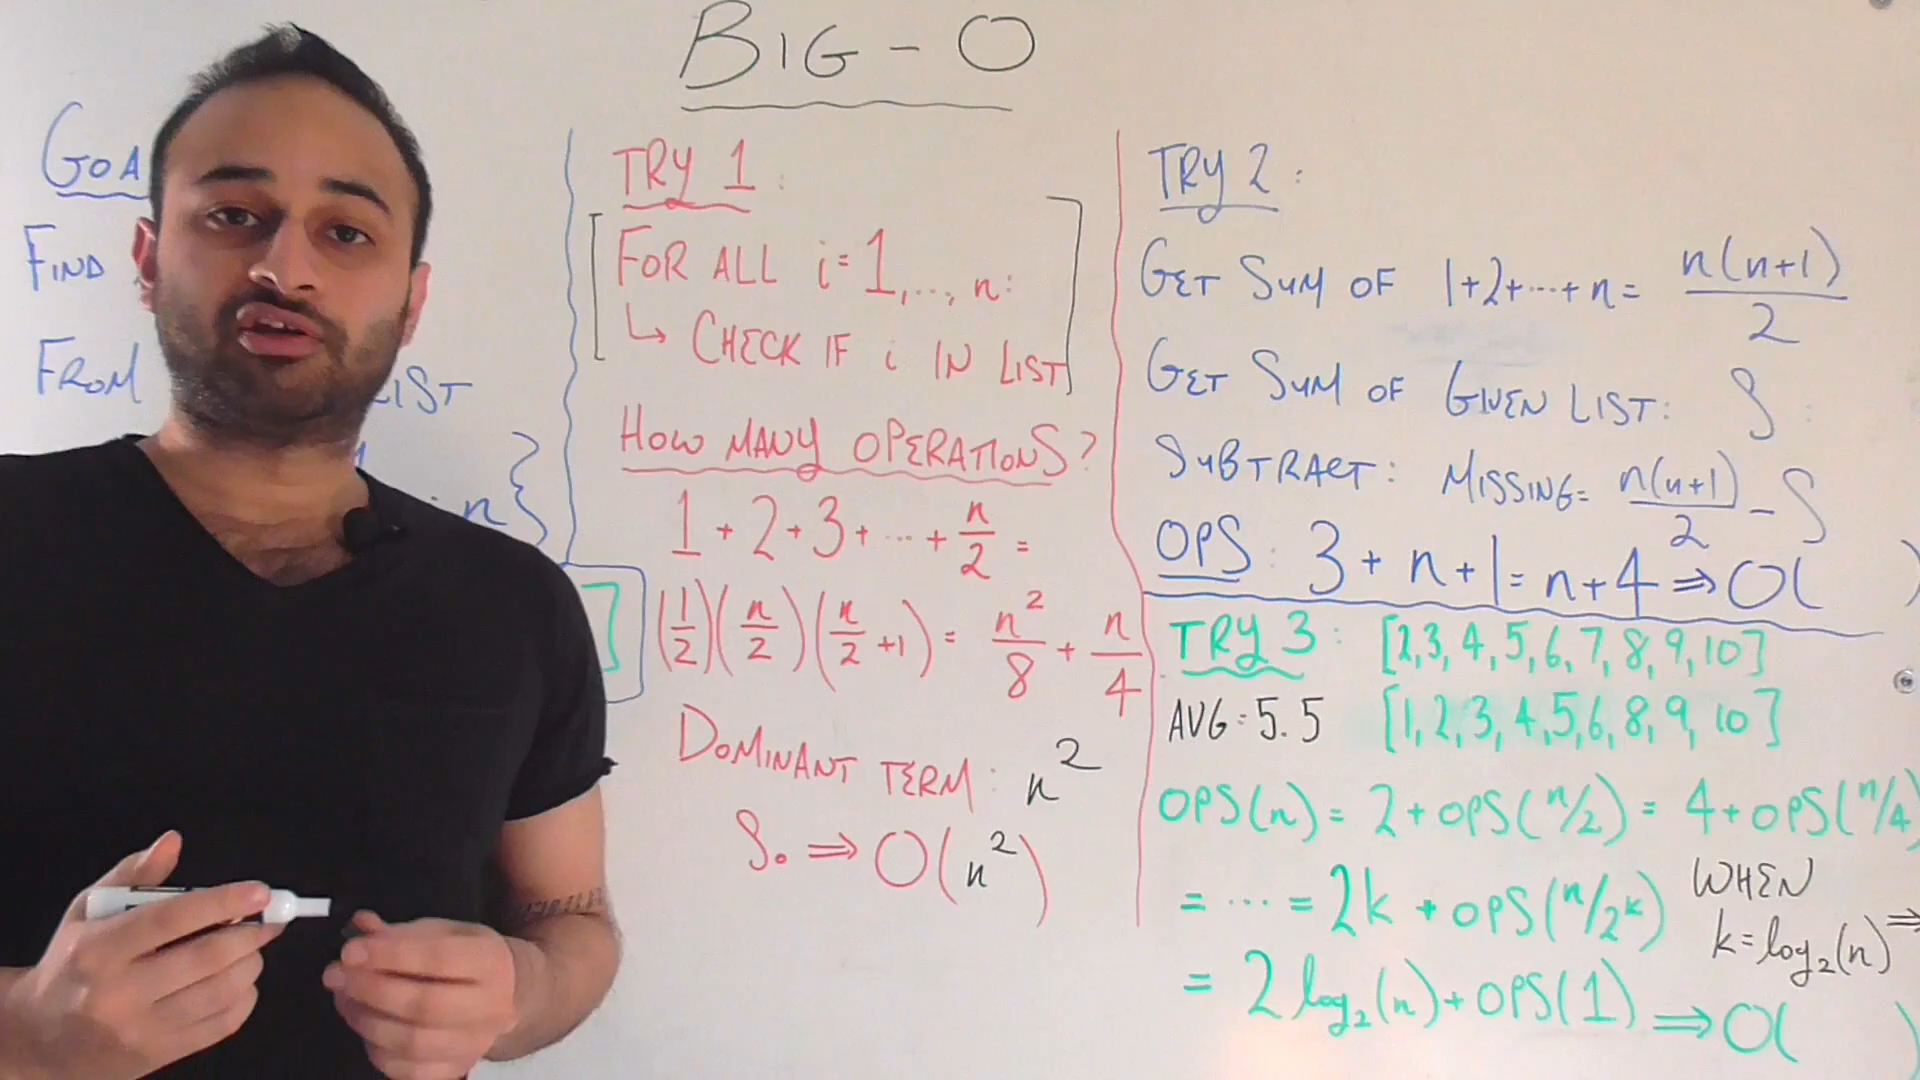 BIG - O
GOA
FIND
FROM LIST
n}
]
TRY 1:
[FOR ALL i=1,..., n:
↳ CHECK IF i IN LIST]
HOW MANY OPERATIONS?
1+2+3+...+n/2 =
(1/2)(n/2)(n/2+1) = n²/8 + n/4
DOMINANT TERM: n²
So ⇒ O(n²)
TRY 2:
GET SUM OF 1+2+...+n = n(n+1)/2
GET SUM OF GIVEN LIST: S
SUBTRACT: MISSING= n(n+1)/2 - S
OPS: 3+n+1=n+4 ⇒ O( )
TRY 3: [2,3,4,5,6,7,8,9,10]
AVG=5.5 [1,2,3,4,5,6,8,9,10]
OPS(n) = 2+OPS(n/2) = 4+OPS(n/4)
= ... = 2k + OPS(n/2^k) WHEN
k=log₂(n) ⇒
= 2log₂(n)+OPS(1) ⇒ O( )